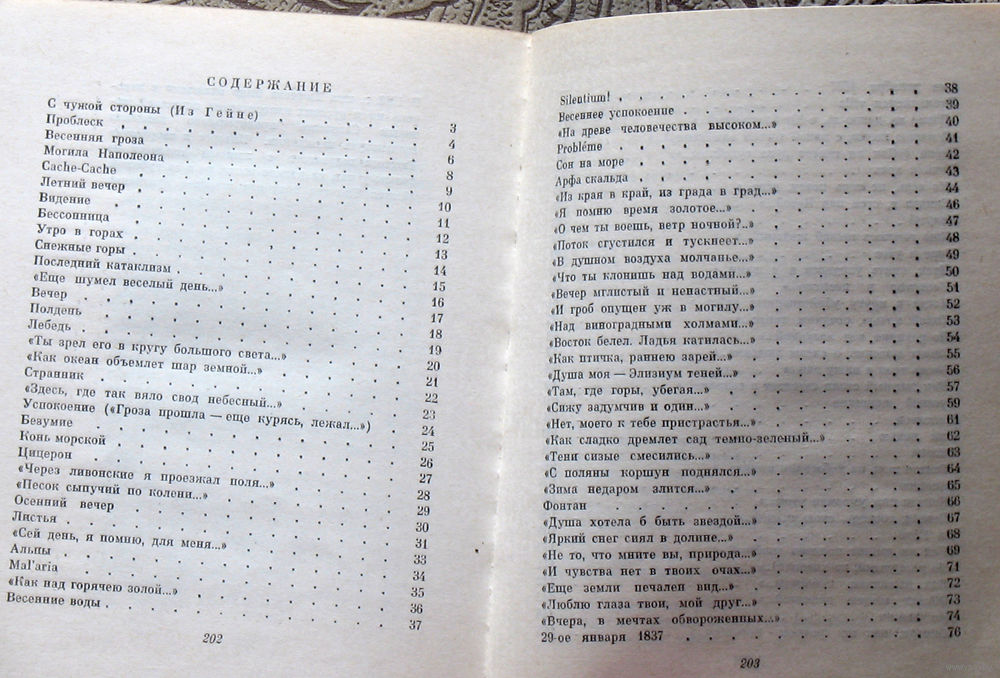 СОДЕРЖАНИЕ
С чужой стороны (Из Гейне) . . . . . 3
Проблеск . . . . . 4
Весенняя гроза . . . . . 6
Могила Наполеона . . . . . 8
Cache-Cache . . . . . 9
Летний вечер . . . . . 10
Видение . . . . . 11
Бессонница . . . . . 12
Утро в горах . . . . . 13
Снежные горы . . . . . 14
Последний катаклизм . . . . . 15
«Еще шумел веселый день...» . . . . . 16
Вечер . . . . . 17
Полдень . . . . . 18
Лебедь . . . . . 19
«Ты зрел его в кругу большого света...» . . . . . 20
«Как океан объемлет шар земной...» . . . . . 21
Странник . . . . . 22
«Здесь, где так вяло свод небесный...» . . . . . 23
Успокоение («Гроза прошла — еще курясь, лежал...») . . 24
Безумие . . . . . 25
Конь морской . . . . . 26
Цицерон . . . . . 27
«Через ливонские я проезжал поля...» . . . . . 28
«Песок сыпучий по колени...» . . . . . 29
Осенний вечер . . . . . 30
Листья . . . . . 31
«Сей день, я помню, для меня...» . . . . . 33
Альпы . . . . . 34
Mal'aria . . . . . 35
«Как над горячею золой...» . . . . . 36
Весенние воды . . . . . 37
202
Silentium! . . . . . 38
Весеннее успокоение . . . . . 39
«На древе человечества высоком...» . . . . . 40
Probléme . . . . . 41
Сон на море . . . . . 42
Арфа скальда . . . . . 43
«Из края в край, из града в град...» . . . . . 44
«Я помню время золотое...» . . . . . 46
«О чем ты воешь, ветр ночной?..» . . . . . 47
«Поток сгустился и тускнеет...» . . . . . 48
«В душном воздуха молчанье...» . . . . . 49
«Что ты клонишь над водами...» . . . . . 50
«Вечер мглистый и ненастный...» . . . . . 51
«И гроб опущен уж в могилу...» . . . . . 52
«Над виноградными холмами...» . . . . . 53
«Восток белел. Ладья катилась...» . . . . . 54
«Как птичка, раннею зарей...» . . . . . 55
«Душа моя — Элизиум теней...» . . . . . 56
«Там, где горы, убегая...» . . . . . 57
«Сижу задумчив и один...» . . . . . 59
«Нет, моего к тебе пристрастья...» . . . . . 61
«Как сладко дремлет сад темно-зеленый...» . . . . . 62
«Тени сизые смесились...» . . . . . 63
«С поляны коршун поднялся...» . . . . . 64
«Зима недаром злится...» . . . . . 65
Фонтан . . . . . 66
«Душа хотела б быть звездой...» . . . . . 67
«Яркий снег сиял в долине...» . . . . . 68
«Не то, что мните вы, природа...» . . . . . 69
«И чувства нет в твоих очах...» . . . . . 71
«Еще земли печален вид...» . . . . . 72
«Люблю глаза твои, мой друг...» . . . . . 73
«Вчера, в мечтах обвороженных...» . . . . . 74
29-ое января 1837 . . . . . 76
203